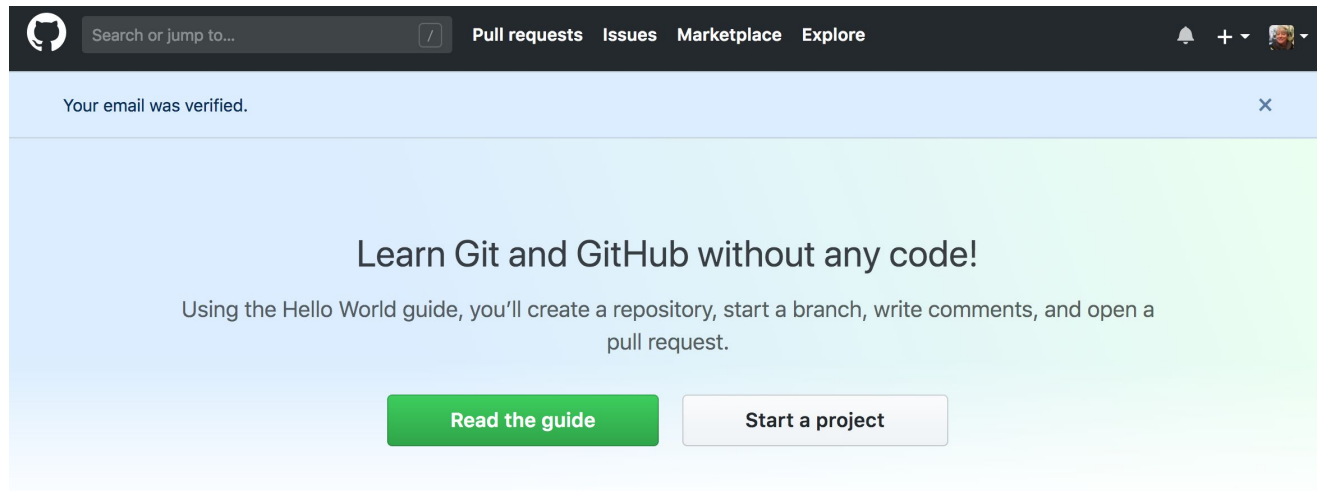 Search or jump to... / Pull requests Issues Marketplace Explore
Your email was verified.
Learn Git and GitHub without any code!
Using the Hello World guide, you’ll create a repository, start a branch, write comments, and open a
pull request.
Read the guide Start a project